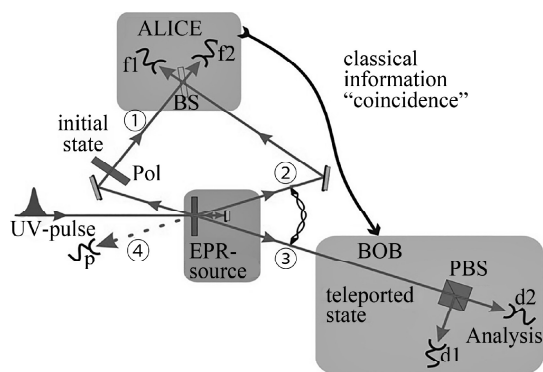 ALICE
f1
f2
BS
classical
information
“coincidence”
①
initial
state
Pol
②
UV-pulse
④
p
EPR-
source
③
BOB
PBS
teleported
state
d2
Analysis
d1